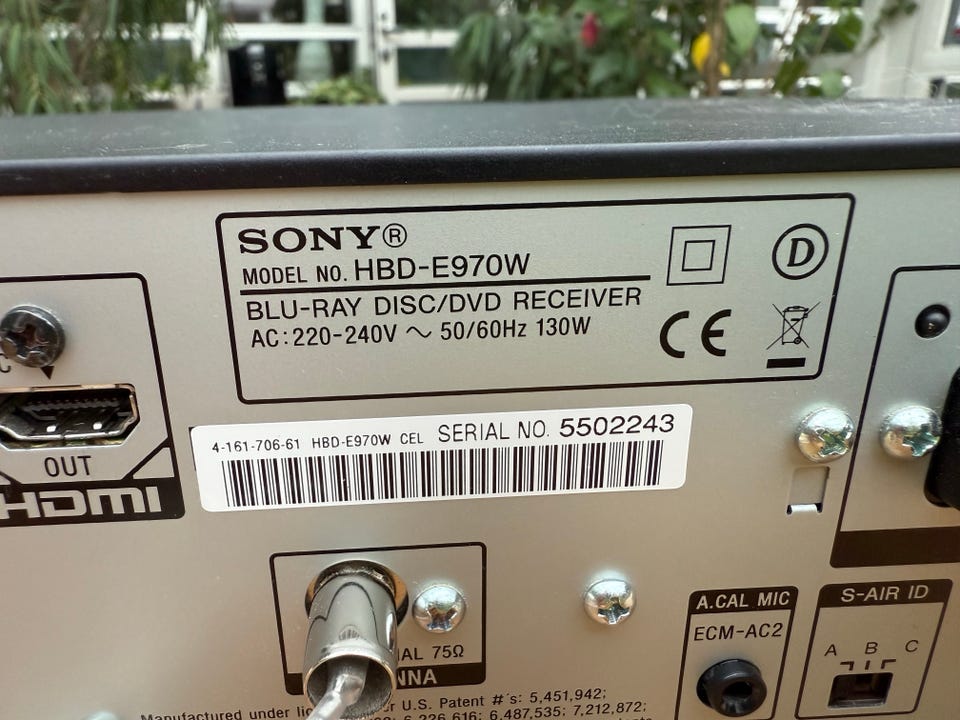 SONY®
MODEL NO. HBD-E970W
BLU-RAY DISC/DVD RECEIVER
AC: 220-240V ~ 50/60Hz 130W
D
CE
4-161-706-61 HBD-E970W CEL SERIAL NO. 5502243
OUT
HDMI
75Ω
A.CAL MIC
ECM-AC2
S-AIR ID
A B C
Manufactured under U.S. Patent #'s: 5,451,942;
6,226,616; 6,487,535; 7,212,872;